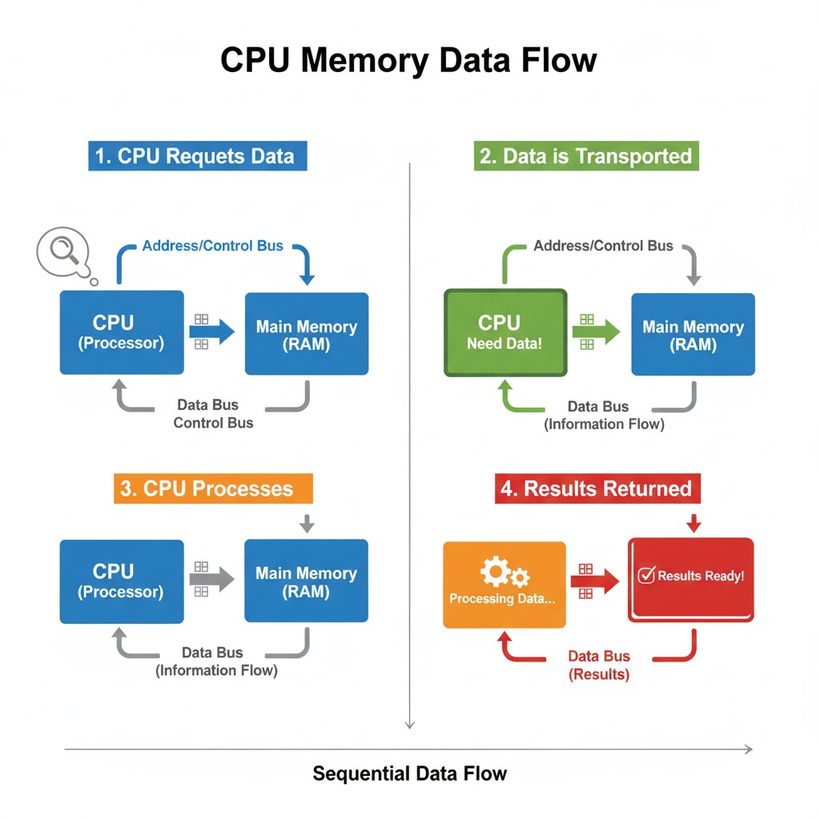 CPU Memory Data Flow
1. CPU Requets Data
Address/Control Bus
CPU
(Processor)
Main Memory
(RAM)
Data Bus
Control Bus
2. Data is Transported
Address/Control Bus
CPU
Need Data!
Main Memory
(RAM)
Data Bus
(Information Flow)
3. CPU Processes
CPU
(Processor)
Main Memory
(RAM)
Data Bus
(Information Flow)
4. Results Returned
Processing Data...
Results Ready!
Data Bus
(Results)
Sequential Data Flow